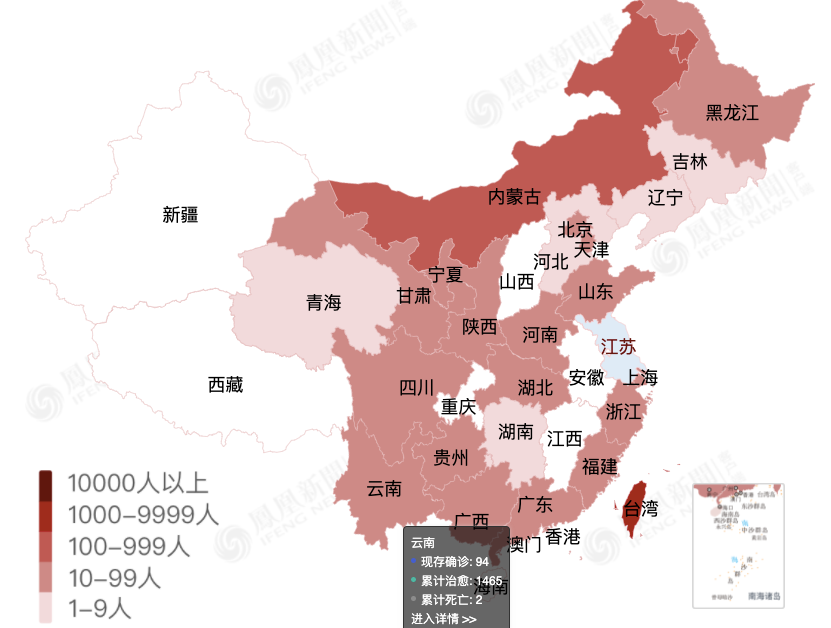 凤凰新闻
IFENG NEWS
凤凰新闻
IFENG NEWS
黑龙江
吉林
辽宁
内蒙古
新疆
北京
天津
河北
山西
宁夏
甘肃
青海
山东
陕西
河南
江苏
西藏
四川
湖北
安徽
上海
重庆
浙江
湖南
江西
贵州
福建
云南
广东
台湾
广西
香港
澳门
海南
10000人以上
1000-9999人
100-999人
10-99人
1-9人
云南
现存确诊: 94
累计治愈: 1465
累计死亡: 2
进入详情 >>
南海诸岛